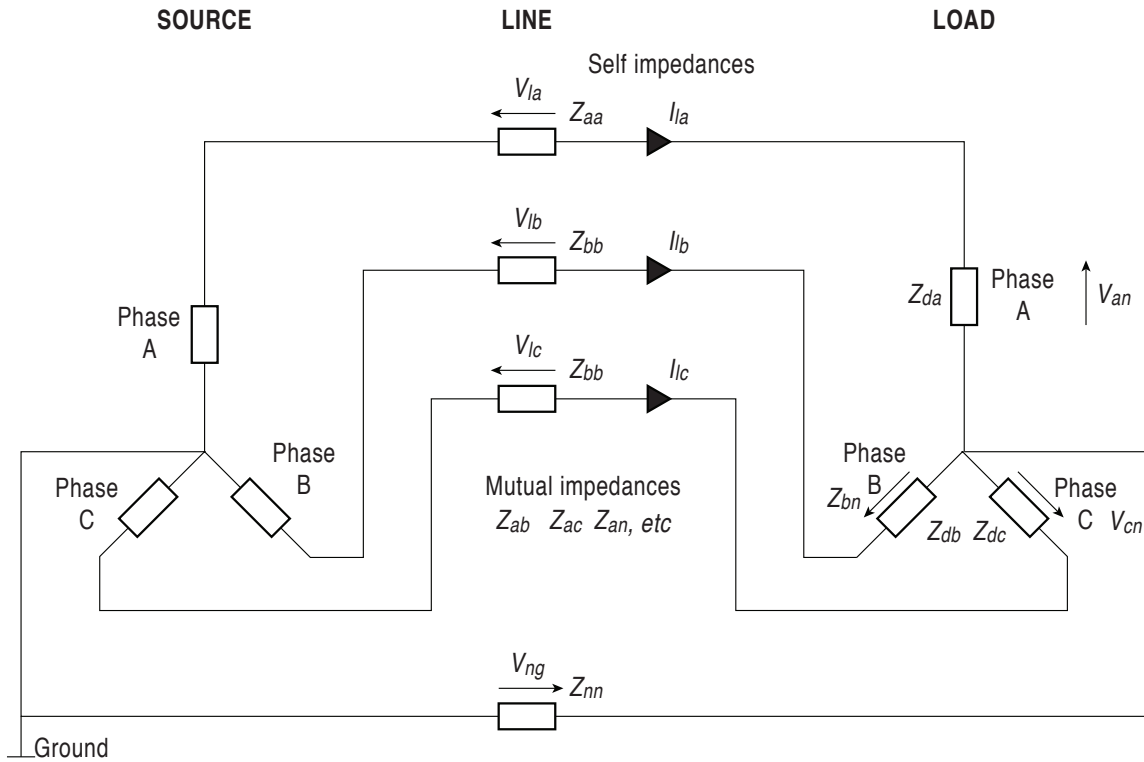 SOURCE LINE LOAD
Self impedances
Vla
Zaa Ila
Vlb
Zbb Ilb
Zda Phase
A
Van
Phase
A
Vlc
Zbb Ilc
Phase
B
Phase
C
Mutual impedances
Zab Zac Zan, etc
Phase
B
Zbn
Zdb Zdc
Phase
C Vcn
Vng
Znn
Ground